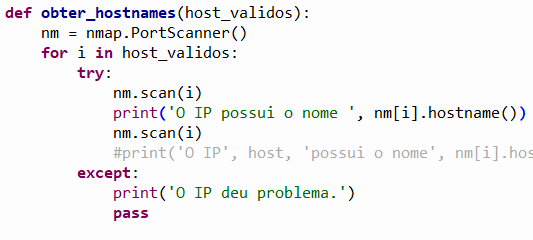 def obter_hostnames(host_validos):
    nm = nmap.PortScanner()
    for i in host_validos:
        try:
            nm.scan(i)
            print('O IP possui o nome ', nm[i].hostname())
            nm.scan(i)
            #print('O IP', host, 'possui o nome', nm[i].hos
        except:
            print('O IP deu problema.')
            pass